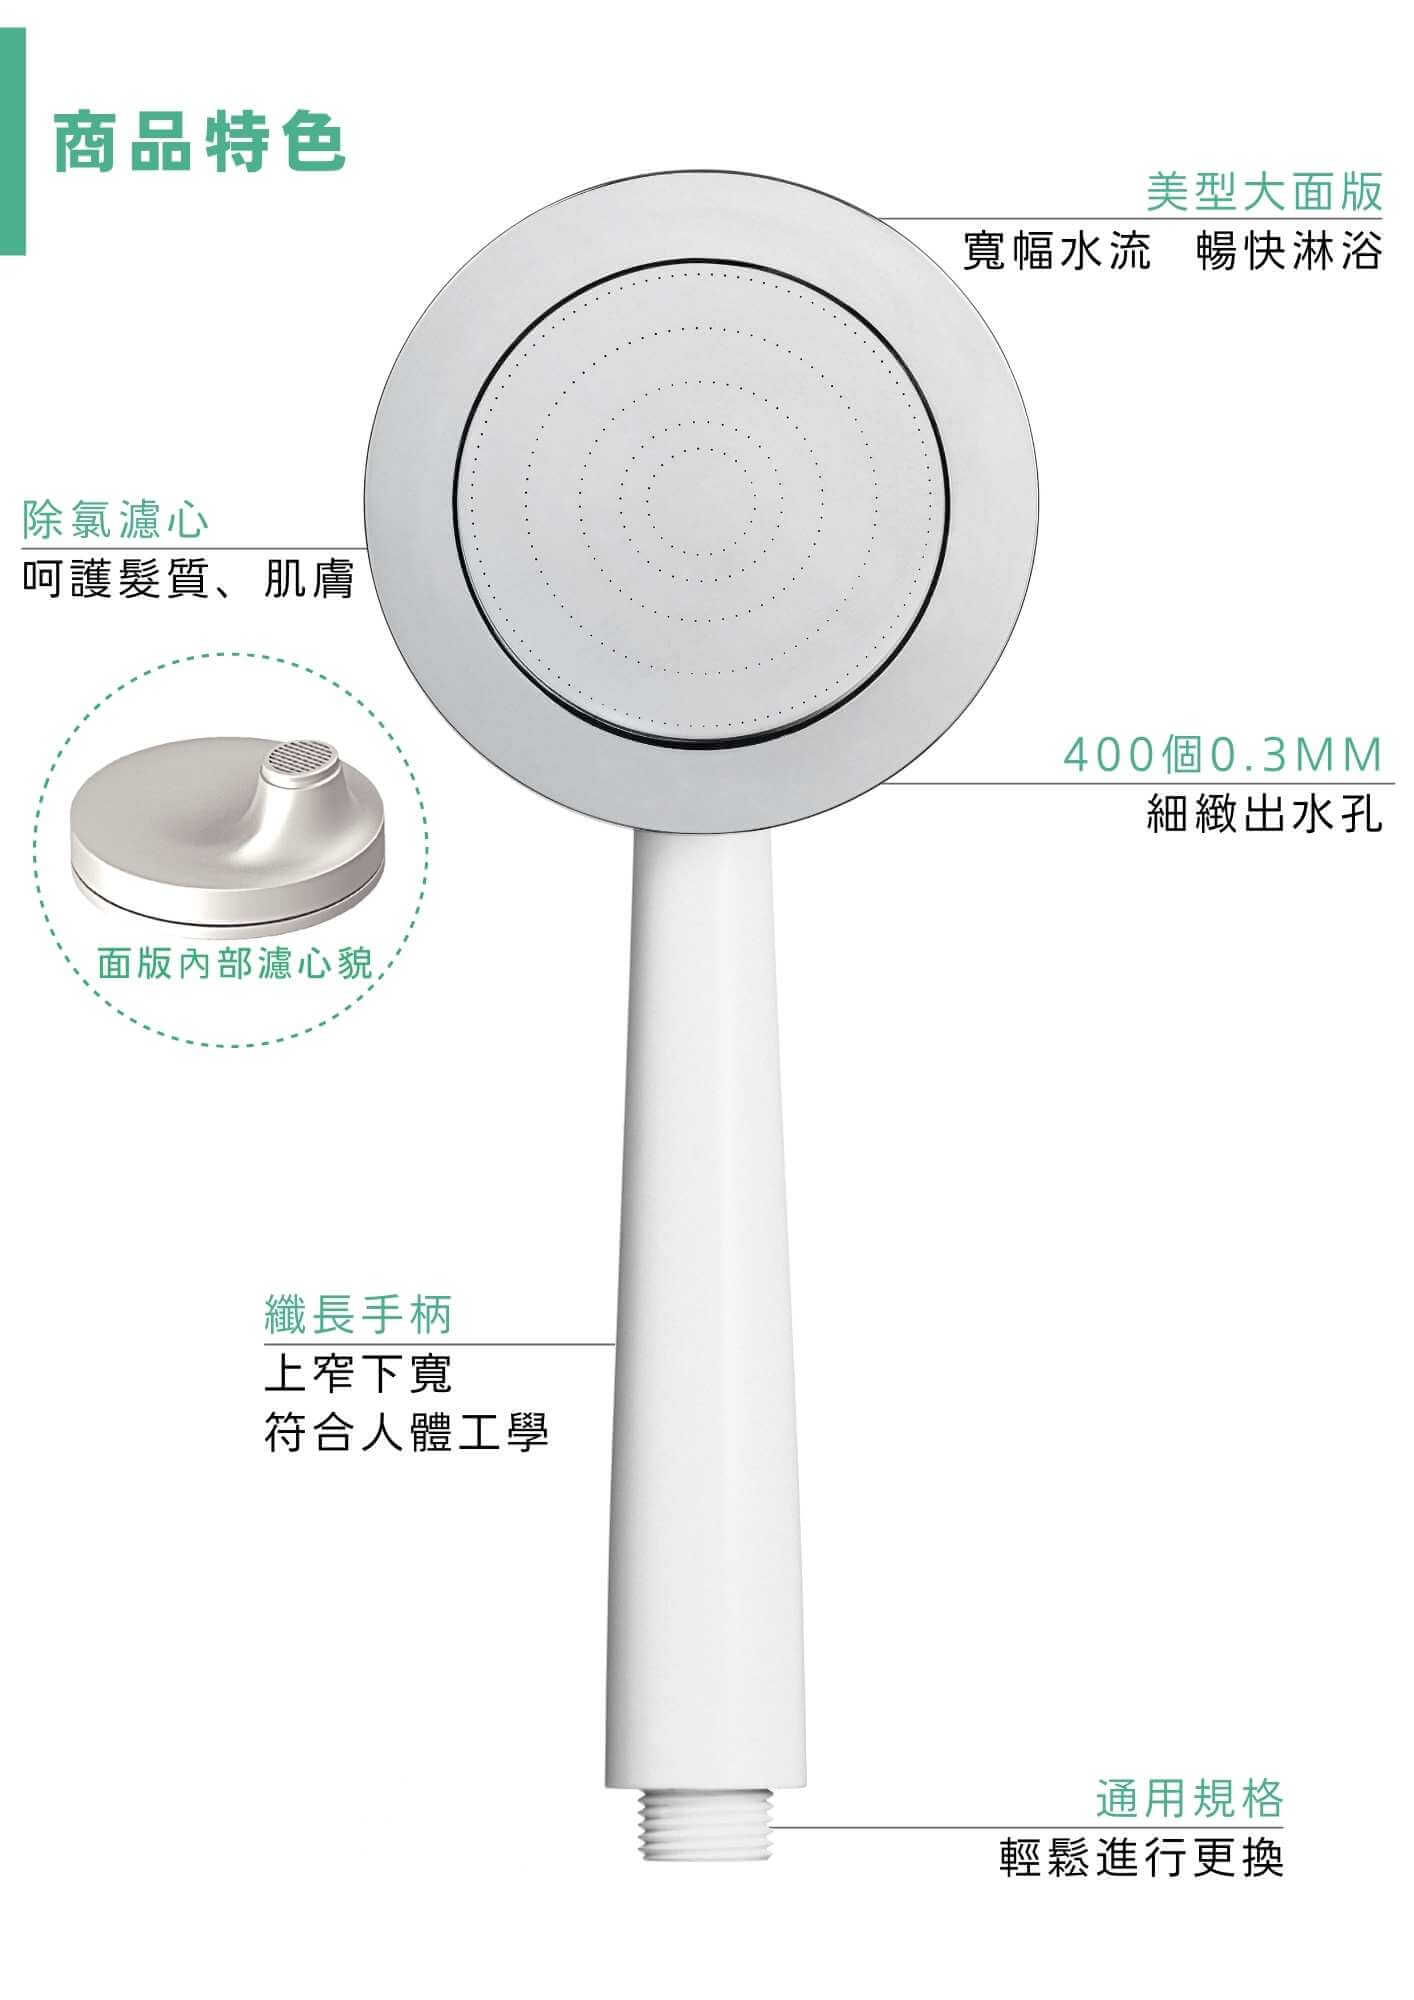 商品特色
美型大面版
寬幅水流 暢快淋浴
除氯濾心
呵護髮質、肌膚
面版內部濾心貌
400個0.3MM
細緻出水孔
纖長手柄
上窄下寬
符合人體工學
通用規格
輕鬆進行更換